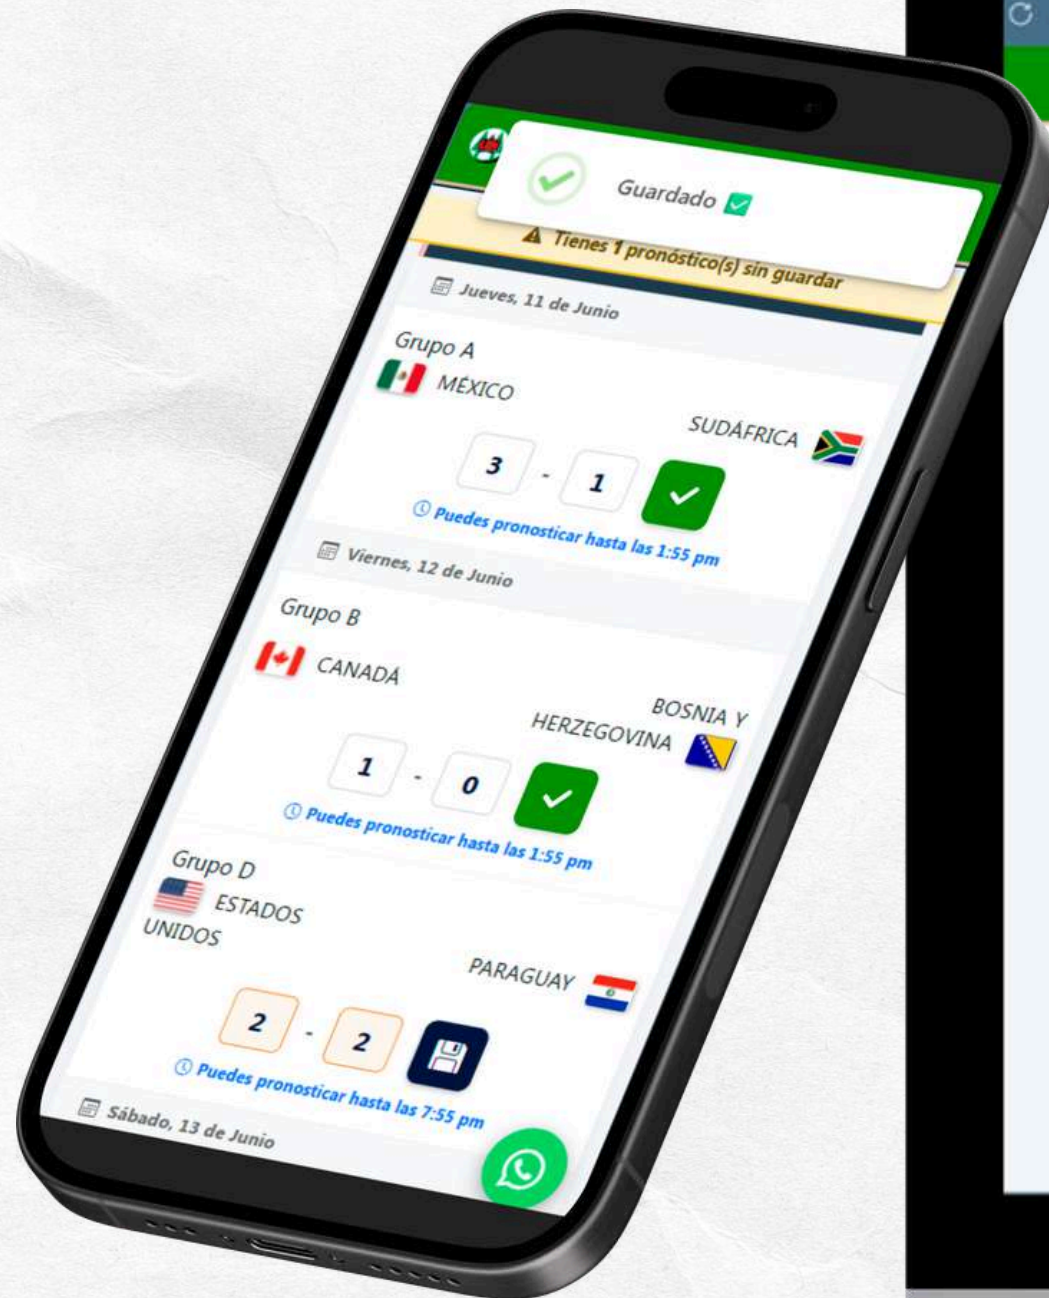 Guardado ✅
⚠ Tienes 1 pronóstico(s) sin guardar
Jueves, 11 de Junio
Grupo A
MÉXICO
SUDÁFRICA
3 - 1
Puedes pronosticar hasta las 1:55 pm
Viernes, 12 de Junio
Grupo B
CANADÁ
BOSNIA Y
HERZEGOVINA
1 - 0
Puedes pronosticar hasta las 1:55 pm
Grupo D
ESTADOS
UNIDOS
PARAGUAY
2 - 2
Puedes pronosticar hasta las 7:55 pm
Sábado, 13 de Junio